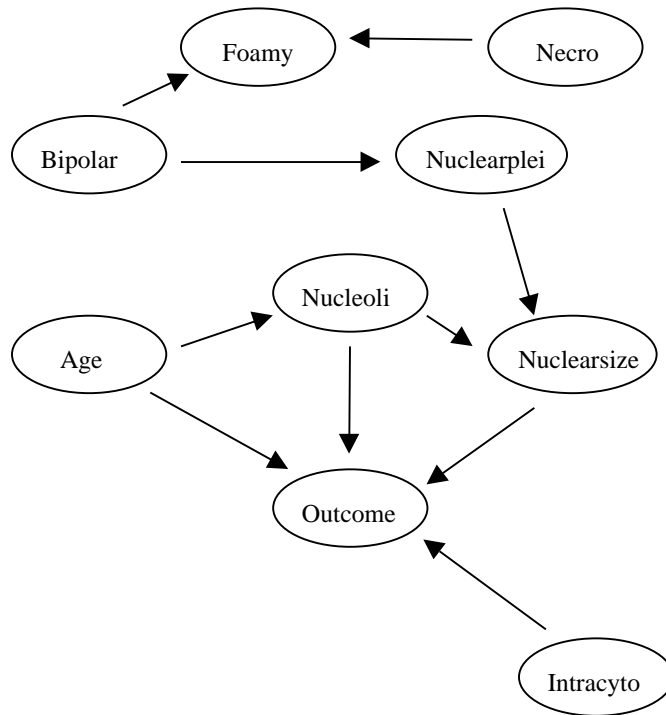 Foamy
Necro
Bipolar
Nuclearplei
Nucleoli
Age
Nuclearsize
Outcome
Intracyto